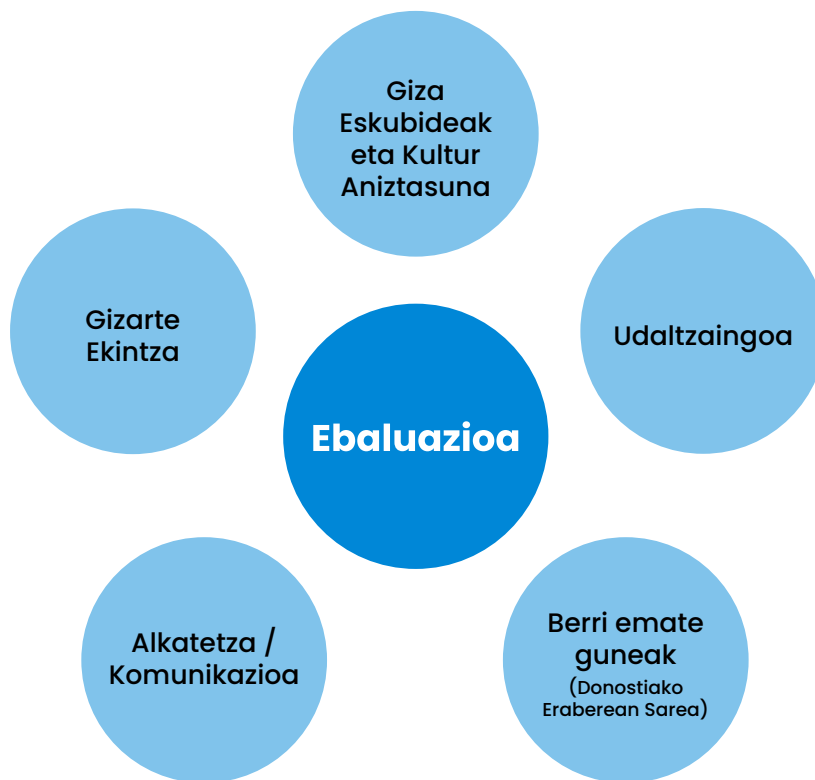 Giza
Eskubideak
eta Kultur
Aniztasuna
Gizarte
Ekintza
Udaltzaingoa
Ebaluazioa
Alkatetza /
Komunikazioa
Berri emate
guneak
(Donostiako
Eraberean Sarea)